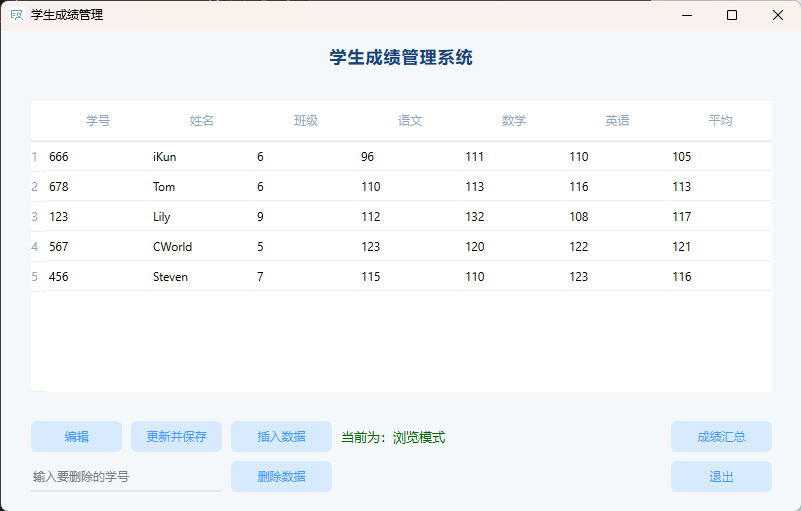 学生成绩管理
学生成绩管理系统
学号 姓名 班级 语文 数学 英语 平均
1 666 iKun 6 96 111 110 105
2 678 Tom 6 110 113 116 113
3 123 Lily 9 112 132 108 117
4 567 CWorld 5 123 120 122 121
5 456 Steven 7 115 110 123 116
编辑 更新并保存 插入数据 当前为：浏览模式 成绩汇总
输入要删除的学号 删除数据 退出